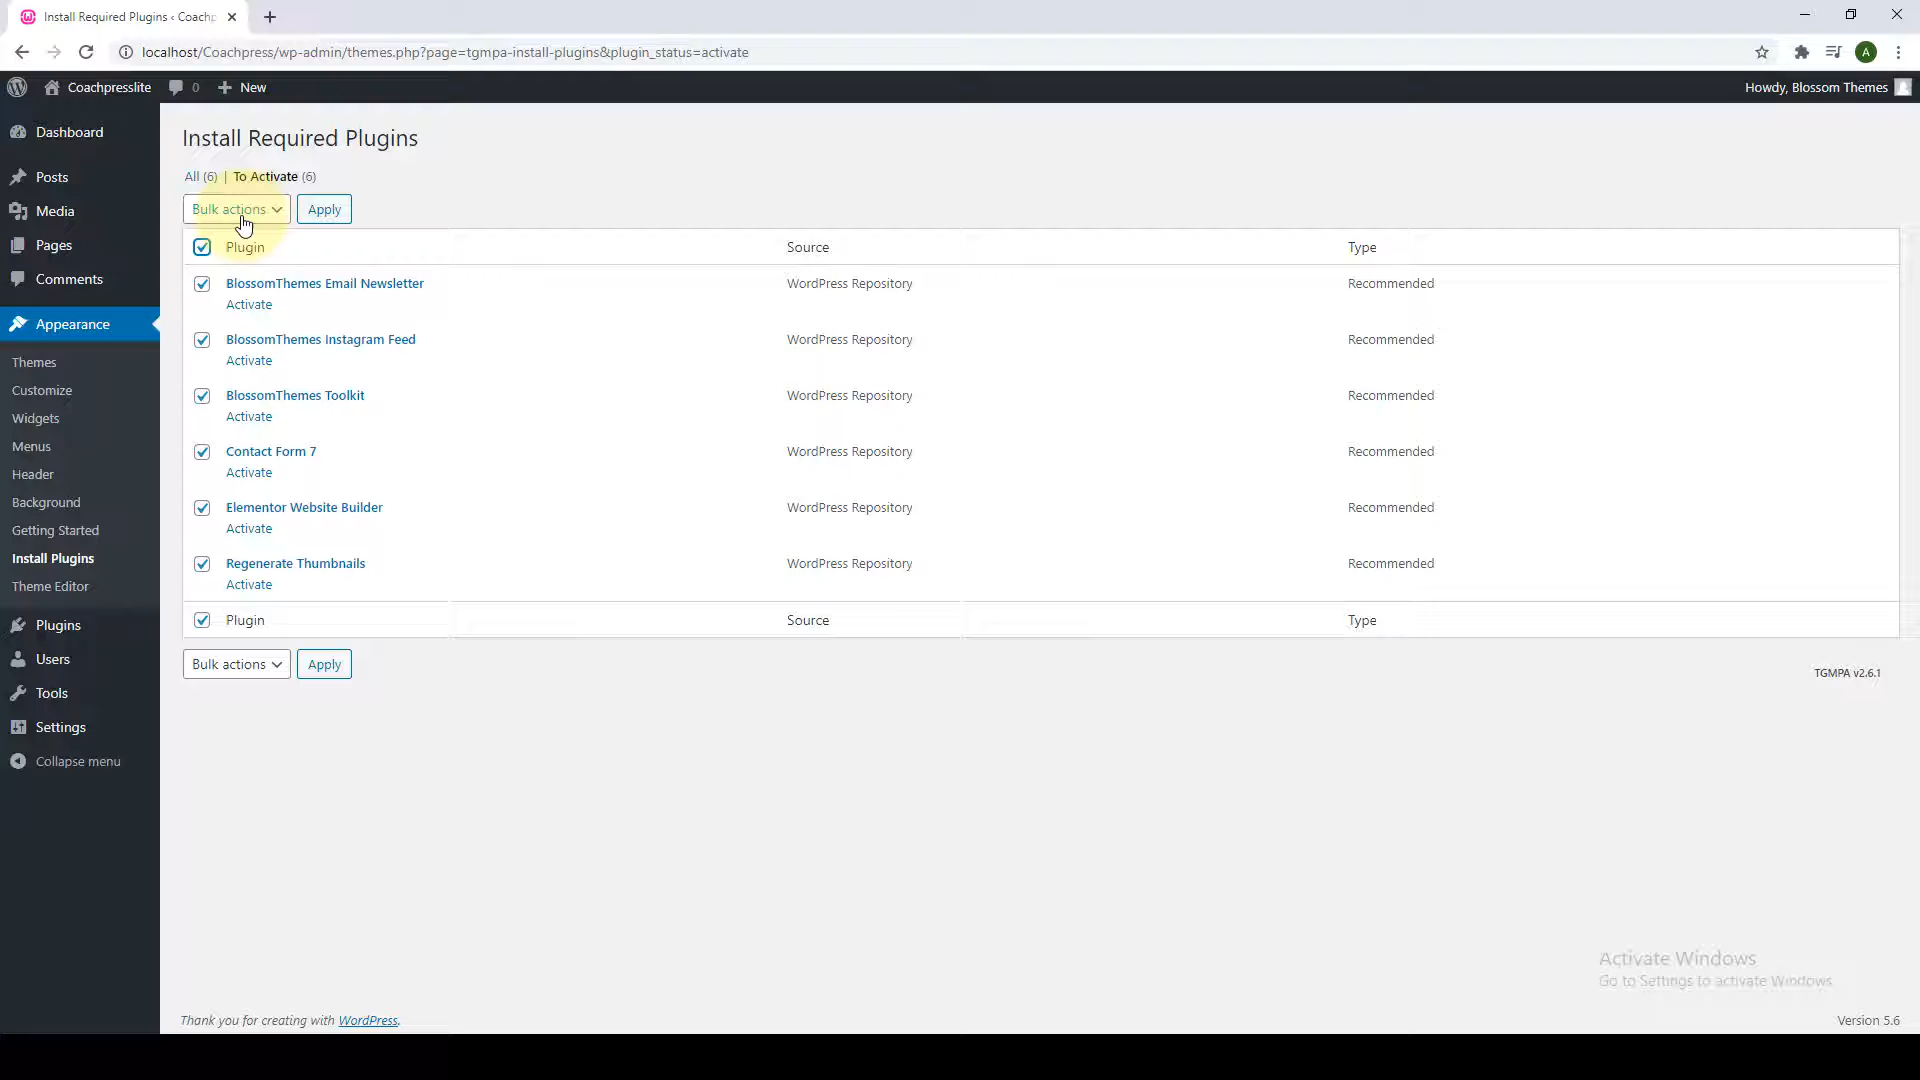 Install Required Plugins ‹ Coachp
localhost/Coachpress/wp-admin/themes.php?page=tgmpa-install-plugins&plugin_status=activate
A
Coachpresslite 0 New Howdy, Blossom Themes
Dashboard
Posts
Media
Pages
Comments
Appearance
Themes
Customize
Widgets
Menus
Header
Background
Getting Started
Install Plugins
Theme Editor
Plugins
Users
Tools
Settings
Collapse menu
Install Required Plugins
All (6) | To Activate (6)
Bulk actions Apply
Plugin Source Type
BlossomThemes Email Newsletter WordPress Repository Recommended
Activate
BlossomThemes Instagram Feed WordPress Repository Recommended
Activate
BlossomThemes Toolkit WordPress Repository Recommended
Activate
Contact Form 7 WordPress Repository Recommended
Activate
Elementor Website Builder WordPress Repository Recommended
Activate
Regenerate Thumbnails WordPress Repository Recommended
Activate
Plugin Source Type
Bulk actions Apply
TGMPA v2.6.1
Activate Windows
Go to Settings to activate Windows.
Thank you for creating with WordPress. Version 5.6